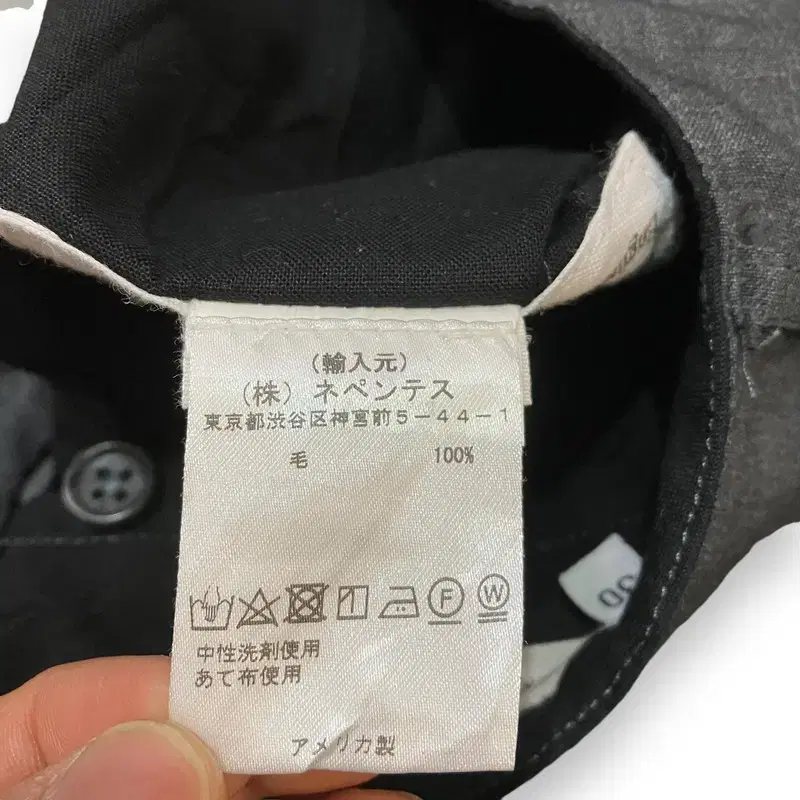 (輸入元)
(株) ネペンテス
東京都渋谷区神宮前5-44-1
毛 100%
F
W
中性洗剤使用
あて布使用
アメリカ製